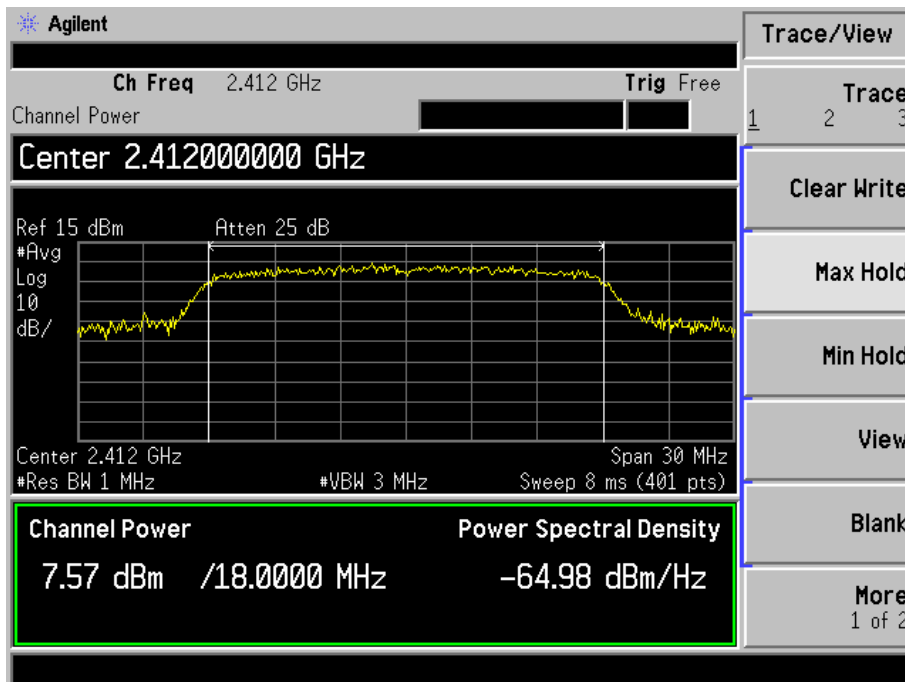 Agilent
Trace/View
Ch Freq 2.412 GHz Trig Free
Channel Power
Trace
1 2 3
Center 2.412000000 GHz
Clear Write
Ref 15 dBm Atten 25 dB
#Avg
Log
10
dB/
Max Hold
Min Hold
View
Center 2.412 GHz Span 30 MHz
#Res BW 1 MHz #VBW 3 MHz Sweep 8 ms (401 pts)
Channel Power Power Spectral Density
7.57 dBm /18.0000 MHz -64.98 dBm/Hz
Blank
More
1 of 2